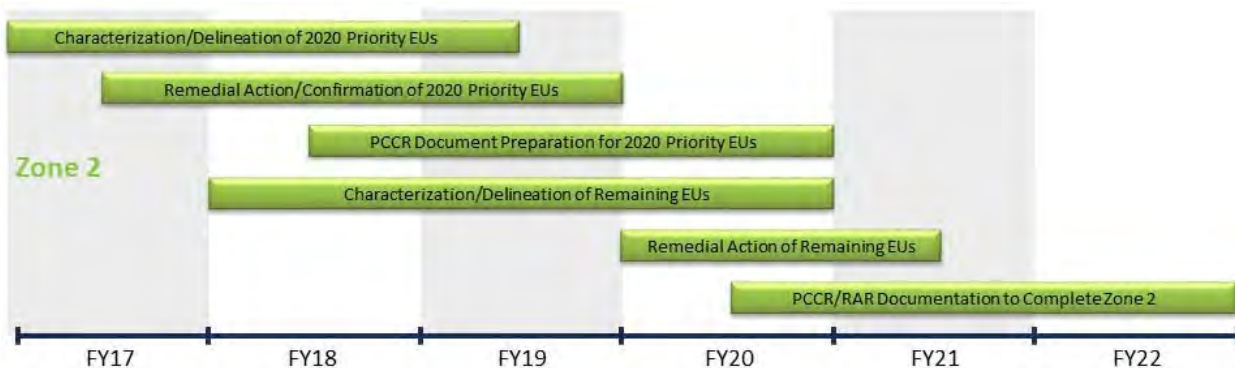 Characterization/Delineation of 2020 Priority EUs
Remedial Action/Confirmation of 2020 Priority EUs
PCCR Document Preparation for 2020 Priority EUs
Zone 2
Characterization/Delineation of Remaining EUs
Remedial Action of Remaining EUs
PCCR/RAR Documentation to Complete Zone 2
FY17 FY18 FY19 FY20 FY21 FY22